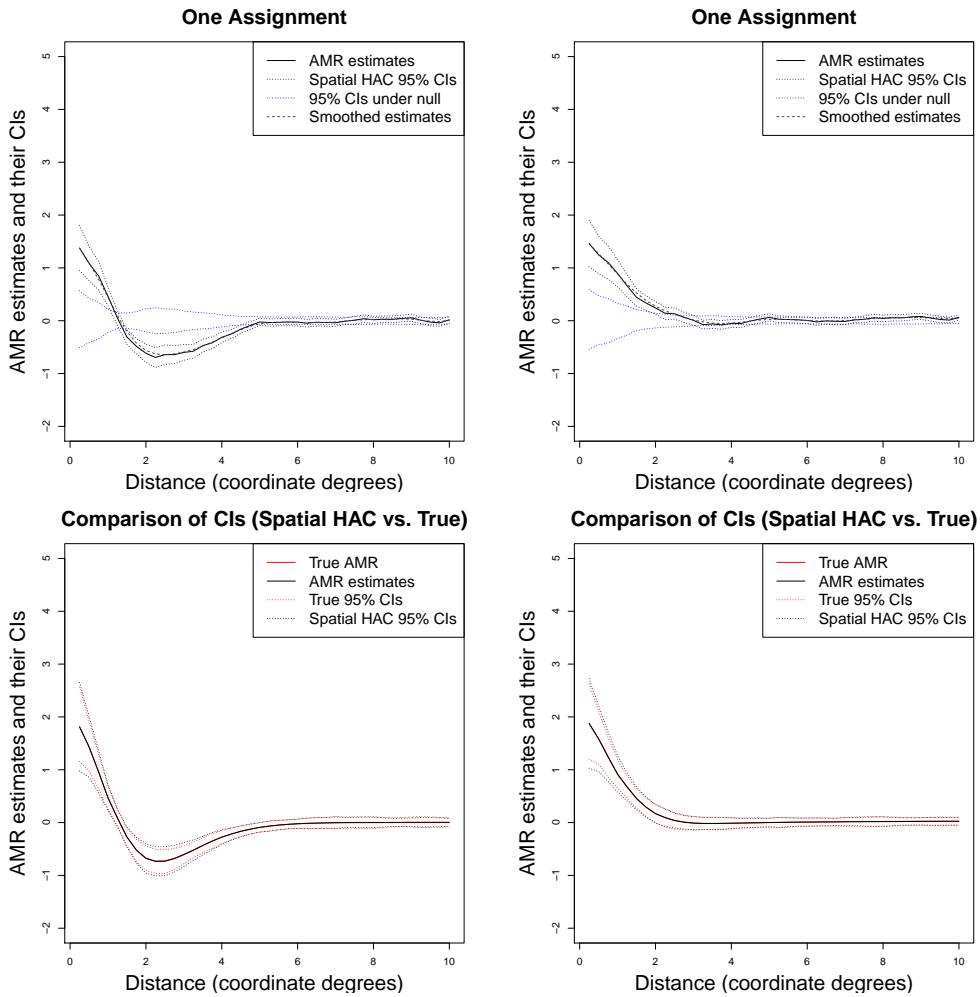 One Assignment
AMR estimates
Spatial HAC 95% CIs
95% CIs under null
Smoothed estimates
AMR estimates and their CIs
5
4
3
2
1
0
-1
-2
0 2 4 6 8 10
Distance (coordinate degrees)
One Assignment
AMR estimates
Spatial HAC 95% CIs
95% CIs under null
Smoothed estimates
AMR estimates and their CIs
5
4
3
2
1
0
-1
-2
0 2 4 6 8 10
Distance (coordinate degrees)
Comparison of CIs (Spatial HAC vs. True)
True AMR
AMR estimates
True 95% CIs
Spatial HAC 95% CIs
AMR estimates and their CIs
5
4
3
2
1
0
-1
-2
0 2 4 6 8 10
Distance (coordinate degrees)
Comparison of CIs (Spatial HAC vs. True)
True AMR
AMR estimates
True 95% CIs
Spatial HAC 95% CIs
AMR estimates and their CIs
5
4
3
2
1
0
-1
-2
0 2 4 6 8 10
Distance (coordinate degrees)